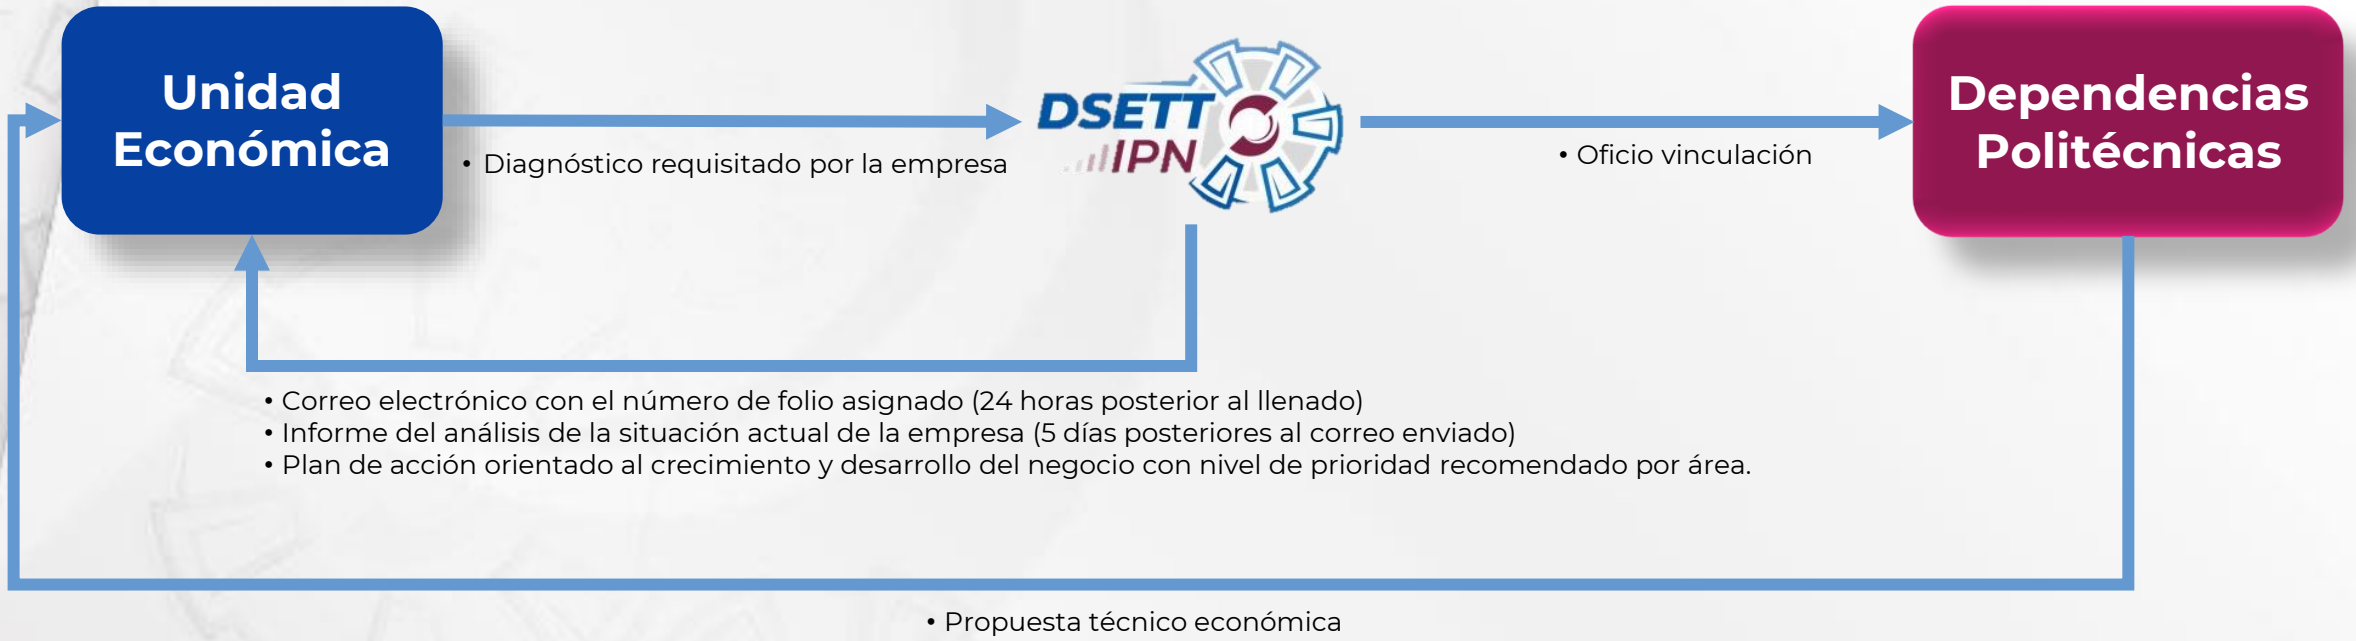 Unidad
Económica
• Diagnóstico requisitado por la empresa
DSETT
IPN
• Oficio vinculación
Dependencias
Politécnicas
• Correo electrónico con el número de folio asignado (24 horas posterior al llenado)
• Informe del análisis de la situación actual de la empresa (5 días posteriores al correo enviado)
• Plan de acción orientado al crecimiento y desarrollo del negocio con nivel de prioridad recomendado por área.
• Propuesta técnico económica